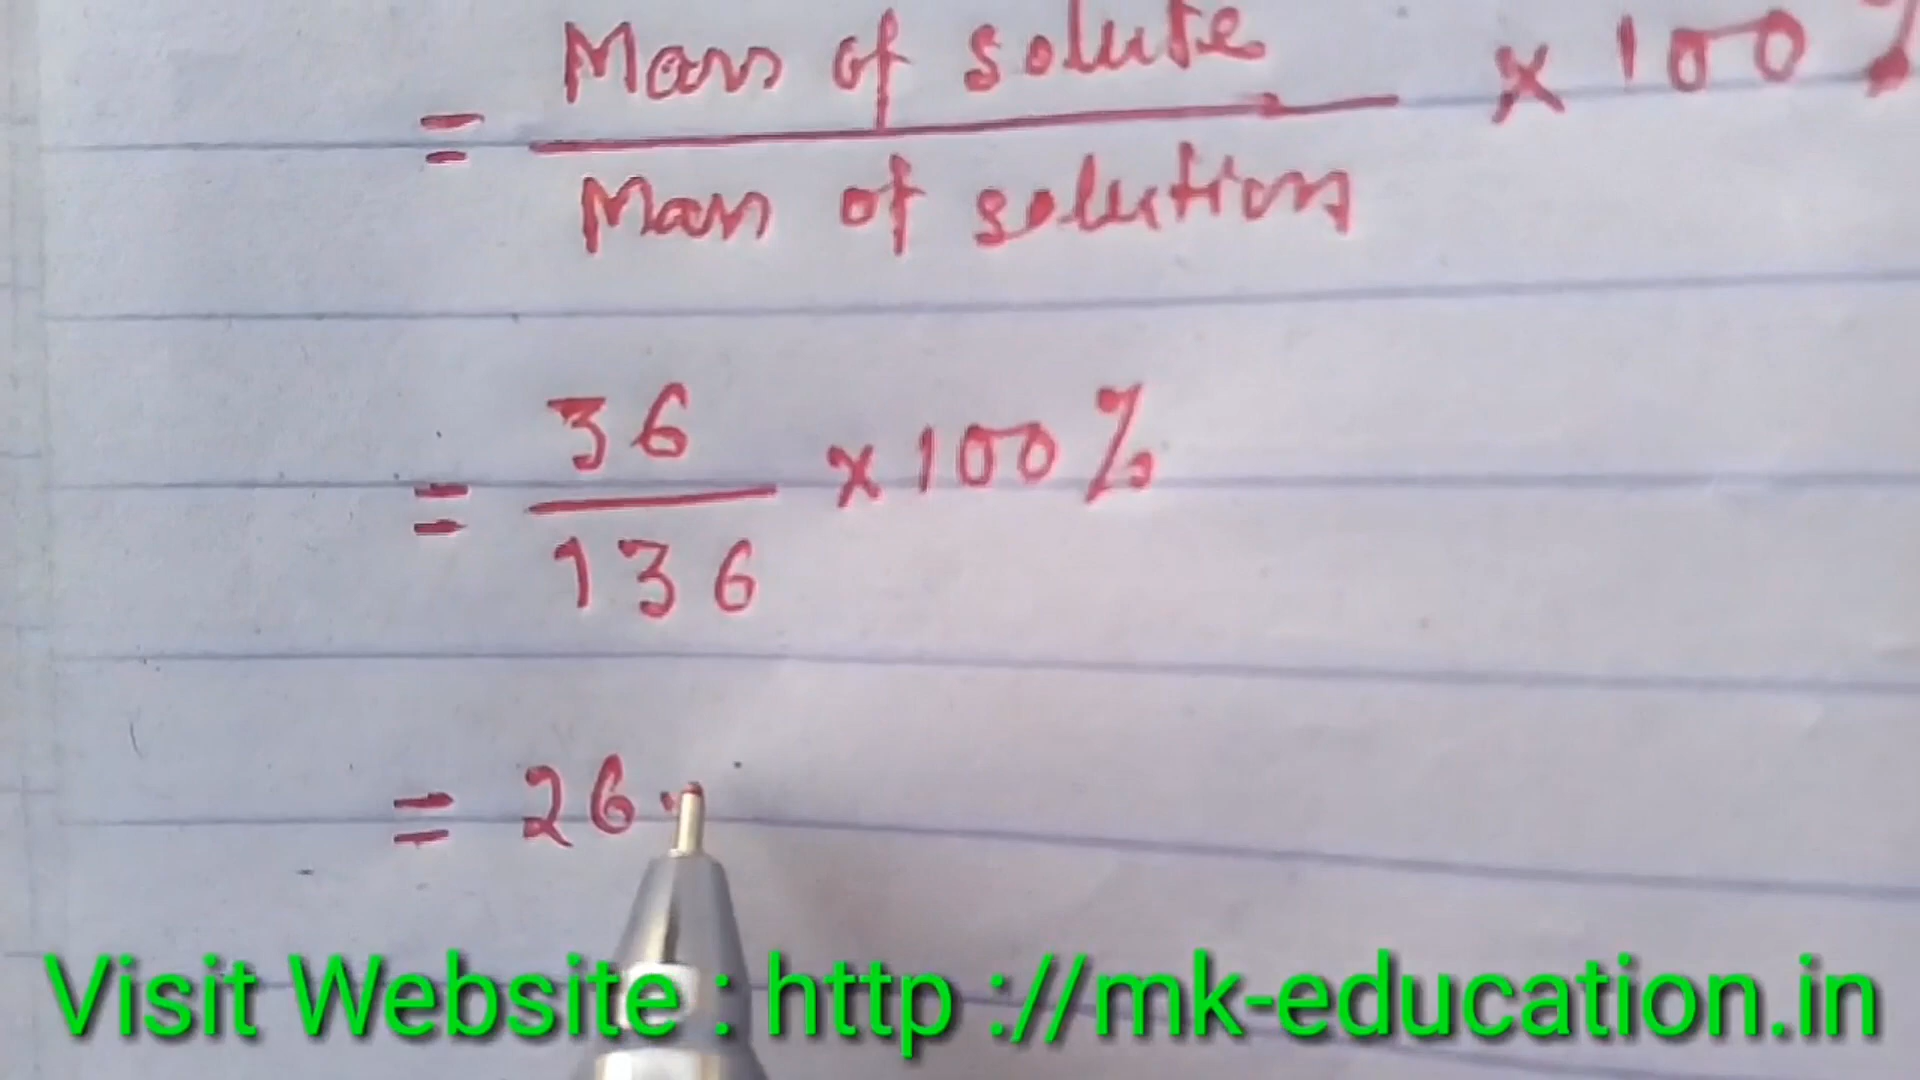 Mass of solute
= ————— × 100 %
Mass of solution
36
= ——— × 100 %
136
= 26.
Visit Website : http ://mk-education.in